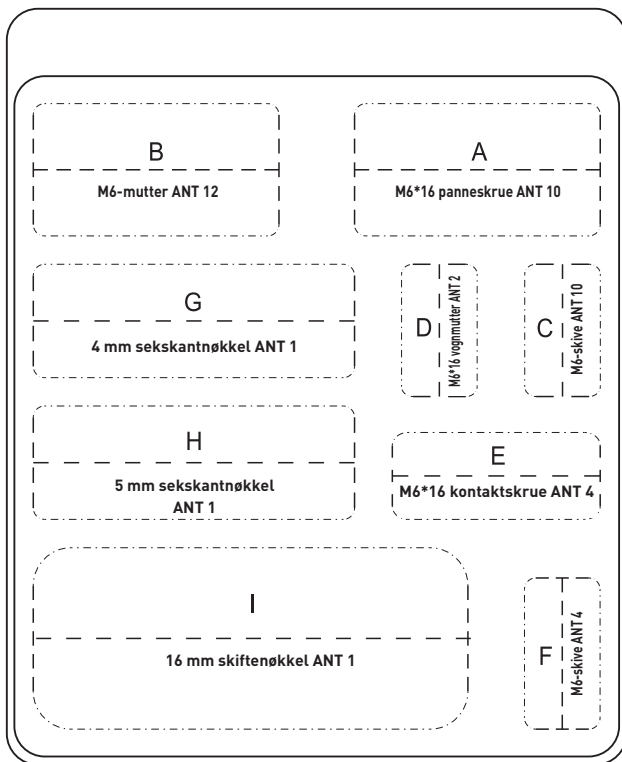 B
M6-mutter ANT 12
A
M6*16 panneskrue ANT 10
G
4 mm sekskantnøkkel ANT 1
D
M6*16 vognmutter ANT 2
C
M6-skive ANT 10
H
5 mm sekskantnøkkel
ANT 1
E
M6*16 kontaktskrue ANT 4
I
16 mm skiftenøkkel ANT 1
F
M6-skive ANT 4